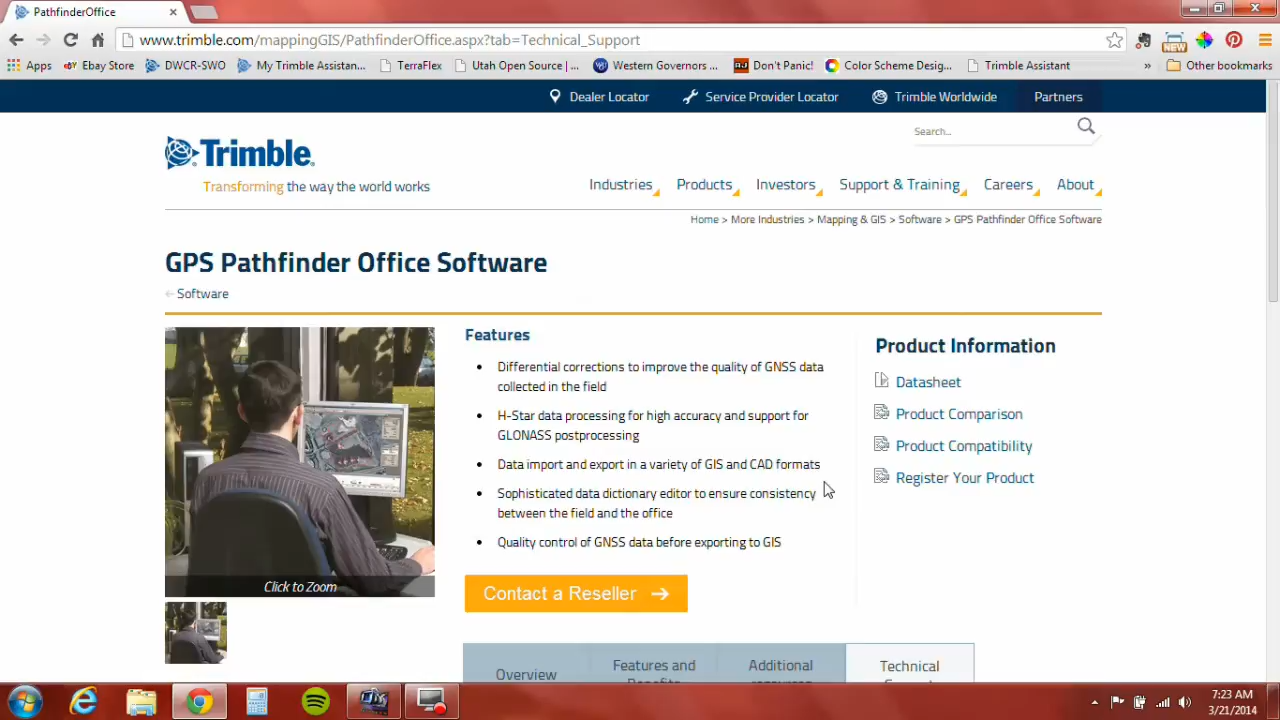 PathfinderOffice
www.trimble.com/mappingGIS/PathfinderOffice.aspx?tab=Technical_Support
NEW
Apps
Ebay Store
DWCR-SWO
My Trimble Assistan...
TerraFlex
Utah Open Source |...
Western Governors ...
Don't Panic!
Color Scheme Desig...
Trimble Assistant
»
Other bookmarks
Dealer Locator
Service Provider Locator
Trimble Worldwide
Partners
Search...
Trimble
Transforming the way the world works
Industries
Products
Investors
Support & Training
Careers
About
Home > More Industries > Mapping & GIS > Software > GPS Pathfinder Office Software
GPS Pathfinder Office Software
← Software
Features
• Differential corrections to improve the quality of GNSS data
collected in the field
• H-Star data processing for high accuracy and support for
GLONASS postprocessing
• Data import and export in a variety of GIS and CAD formats
• Sophisticated data dictionary editor to ensure consistency
between the field and the office
• Quality control of GNSS data before exporting to GIS
Product Information
Datasheet
Product Comparison
Product Compatibility
Register Your Product
Click to Zoom
Contact a Reseller →
Overview
Features and
Benefits
Additional
resources
Technical
Support
7:23 AM
3/21/2014